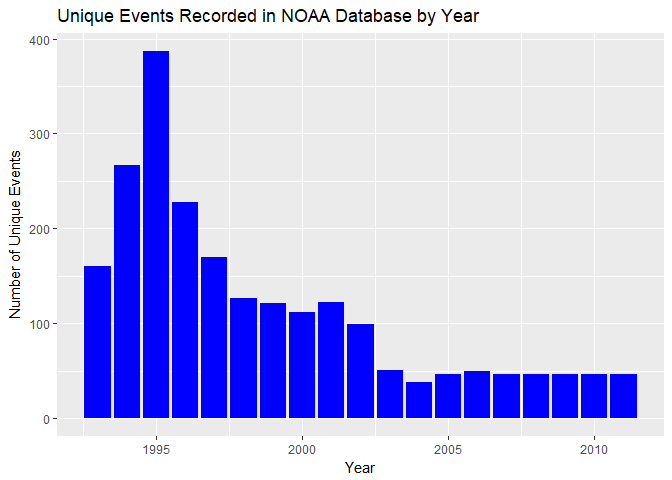 Unique Events Recorded in NOAA Database by Year
400
300
200
100
0
Number of Unique Events
1995 2000 2005 2010
Year